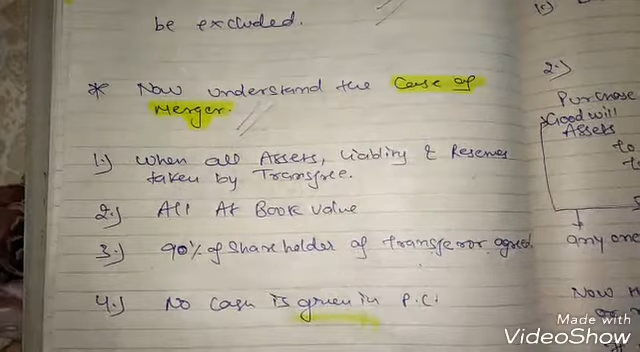 be excluded.
* Now understand the Case of
Merger.
1.) When all Assets, Liablity & Reserves
taken by Transfree.
2.) All At Book value
3.) 90% of Shareholder of transferor agreed.
4.) No cash is given in P.C.
2.)
Purchase
Goodwill
Assets
to
any one
Now
Made with
VideoShow